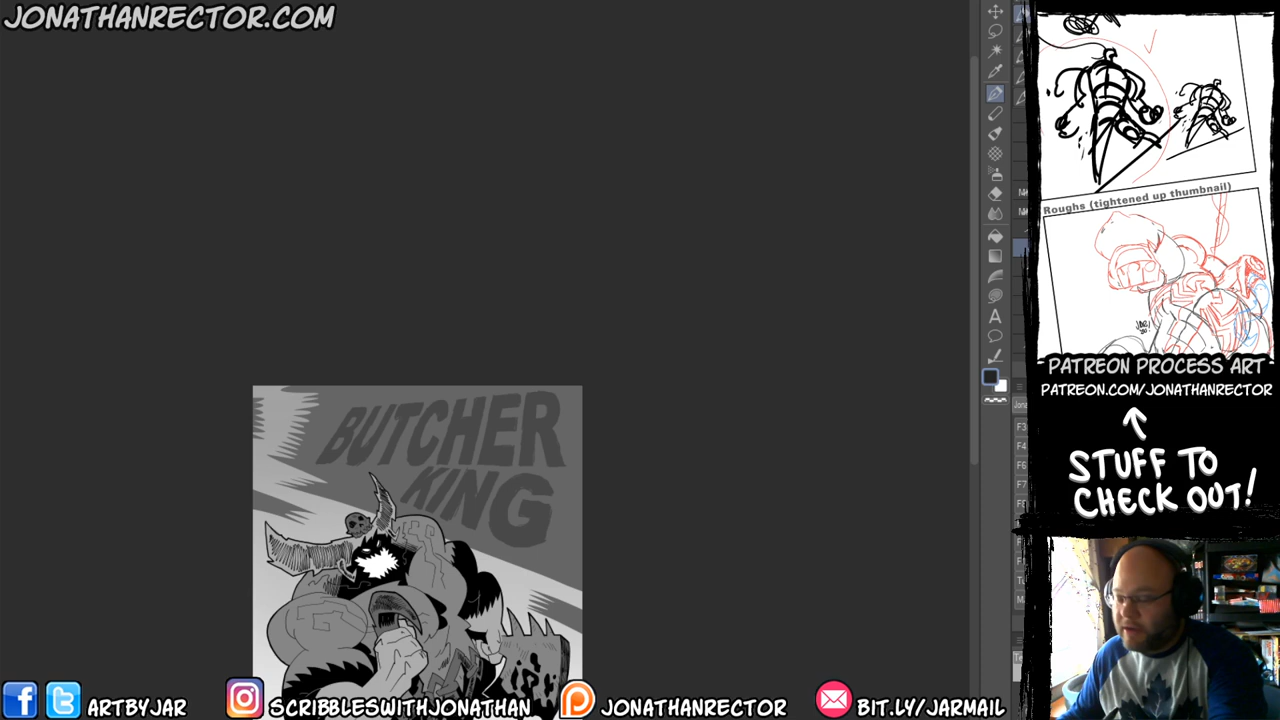 JONATHANRECTOR.COM
BUTCHER
KING
Roughs (tightened up thumbnail)
PATREON PROCESS ART
PATREON.COM/JONATHANRECTOR
STUFF TO
CHECK OUT!
ARTBYJAR
SCRIBBLESWITHJONATHAN
JONATHANRECTOR
BIT.LY/JARMAIL